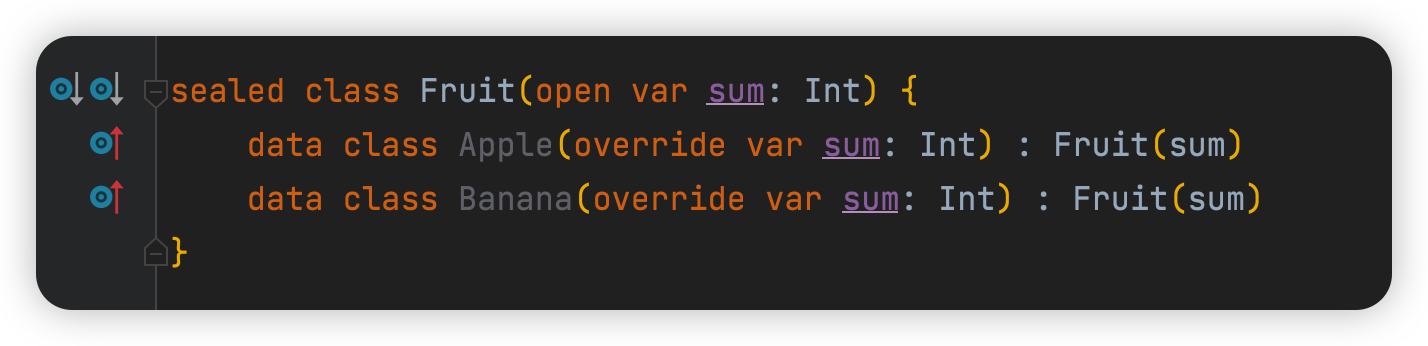 sealed class Fruit(open var sum: Int) {
    data class Apple(override var sum: Int) : Fruit(sum)
    data class Banana(override var sum: Int) : Fruit(sum)
}